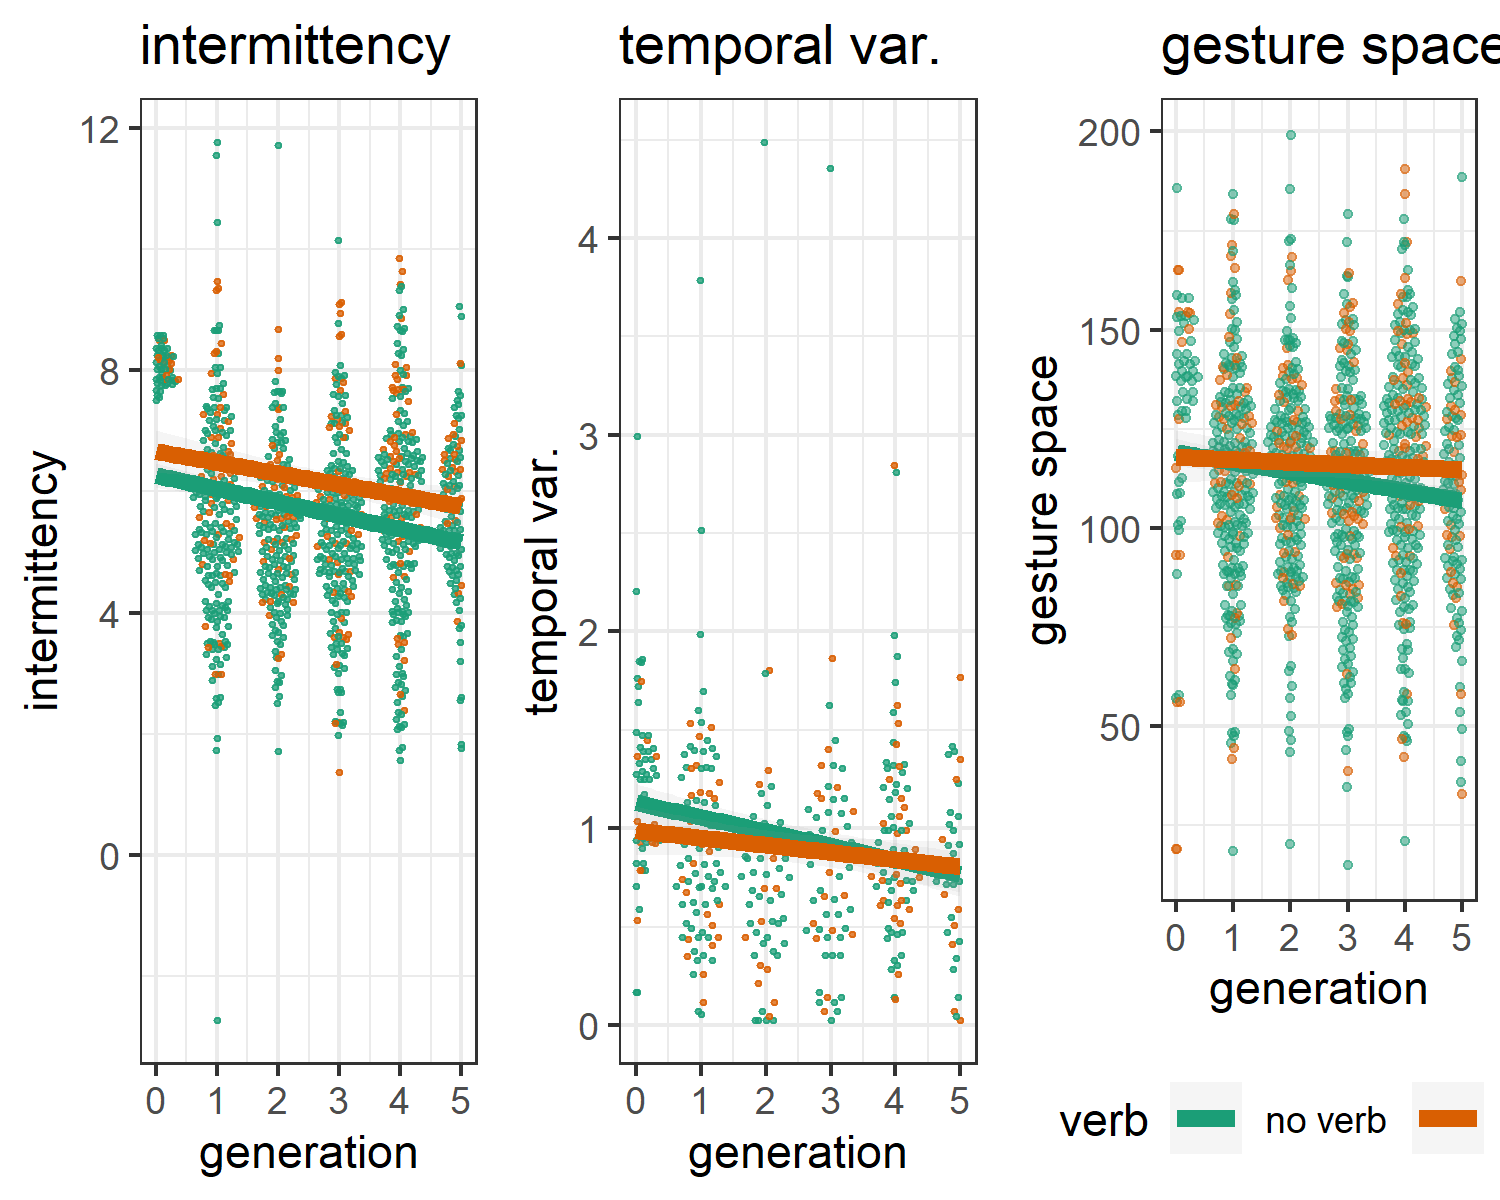 intermittency
temporal var.
gesture space
intermittency
12
8
4
0
0 1 2 3 4 5
generation
temporal var.
4
3
2
1
0
0 1 2 3 4 5
generation
gesture space
200
150
100
50
0 1 2 3 4 5
generation
verb no verb